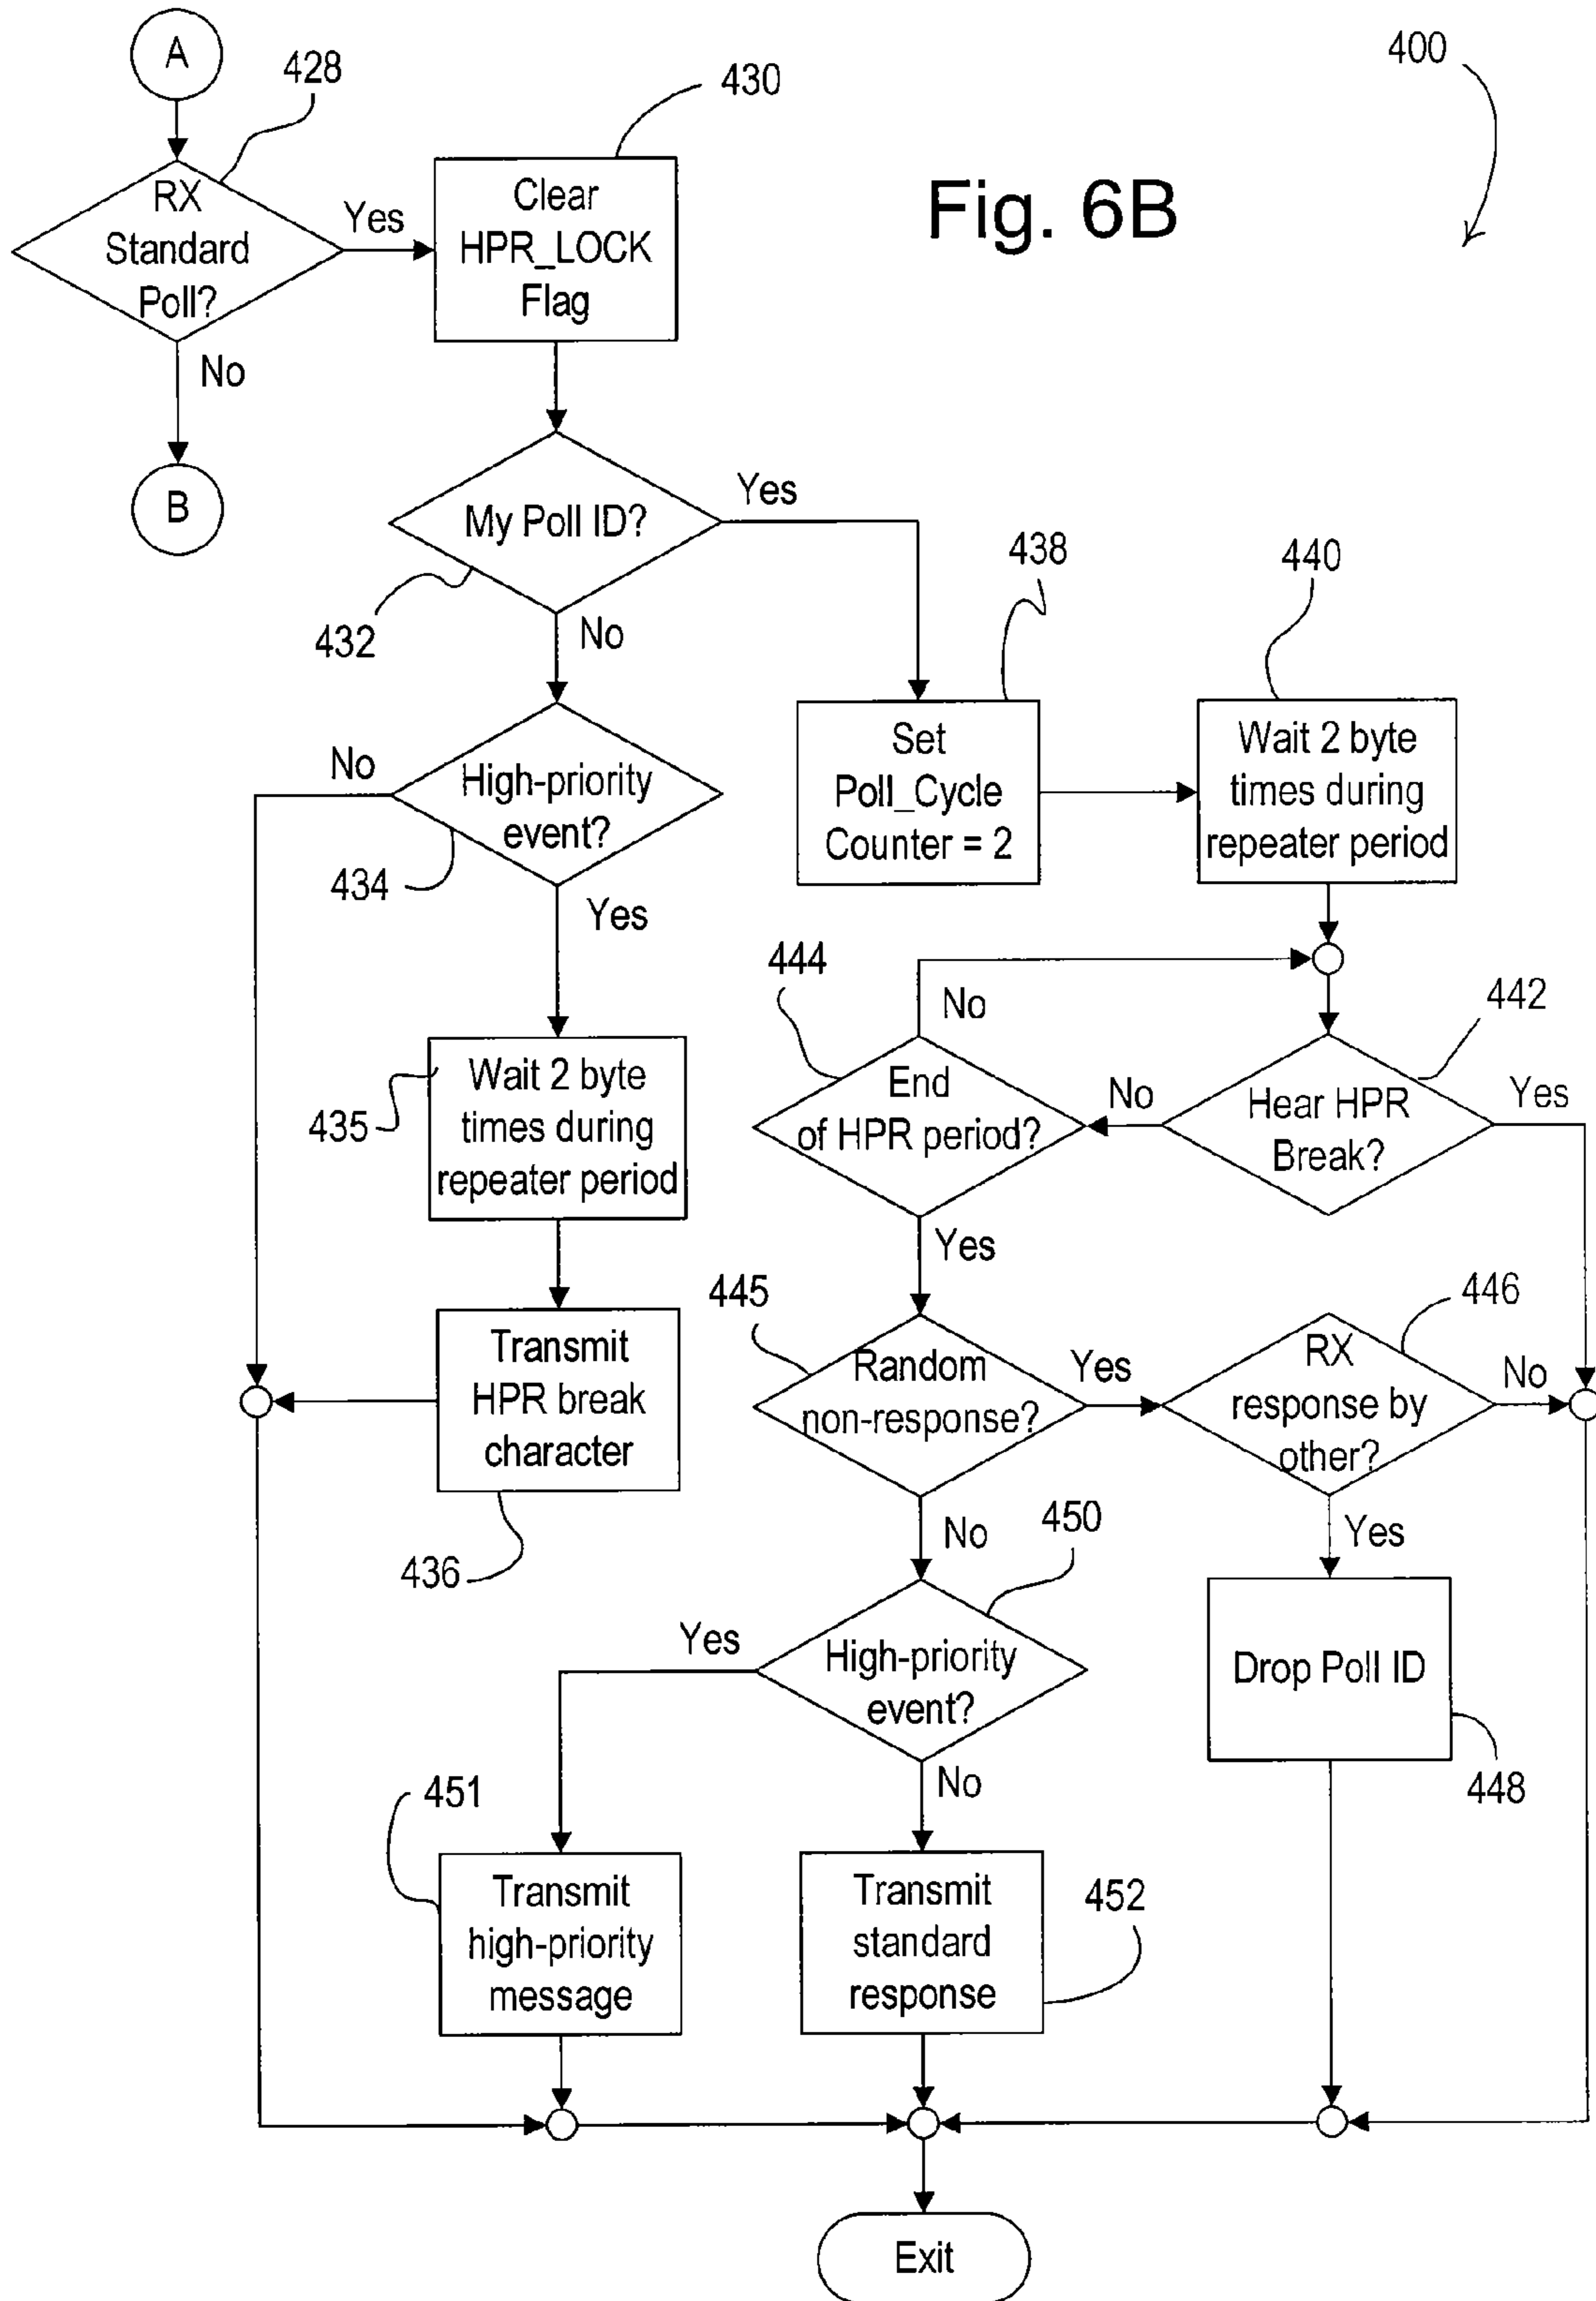 A
428
430
400
Fig. 6B
RX
Standard
Poll?
Yes
Clear
HPR_LOCK
Flag
No
B
My Poll ID?
Yes
432
No
438
440
Set
Poll_Cycle
Counter = 2
Wait 2 byte
times during
repeater period
No
High-priority
event?
434
Yes
444
No
442
435
Wait 2 byte
times during
repeater period
End
of HPR period?
No
Hear HPR
Break?
Yes
Yes
445
446
Transmit
HPR break
character
436
Random
non-response?
Yes
RX
response by
other?
No
No
450
Yes
Yes
High-priority
event?
Drop Poll ID
448
451
No
Transmit
high-priority
message
Transmit
standard
response
452
Exit